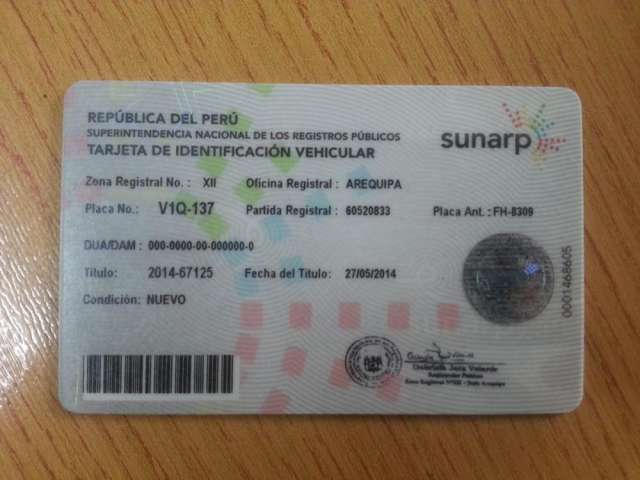 REPÚBLICA DEL PERÚ
SUPERINTENDENCIA NACIONAL DE LOS REGISTROS PÚBLICOS
TARJETA DE IDENTIFICACIÓN VEHICULAR
sunarp
Zona Registral No. : XII Oficina Registral : AREQUIPA
Placa No.: V1Q-137 Partida Registral : 60520833 Placa Ant. : FH-8309
DUA/DAM : 000-0000-00-000000-0
Título: 2014-67125 Fecha del Título: 27/05/2014
Condición: NUEVO
0001468605
Jara Velarde
Registrador Público
Zona Registral Nº XII - Sede Arequipa